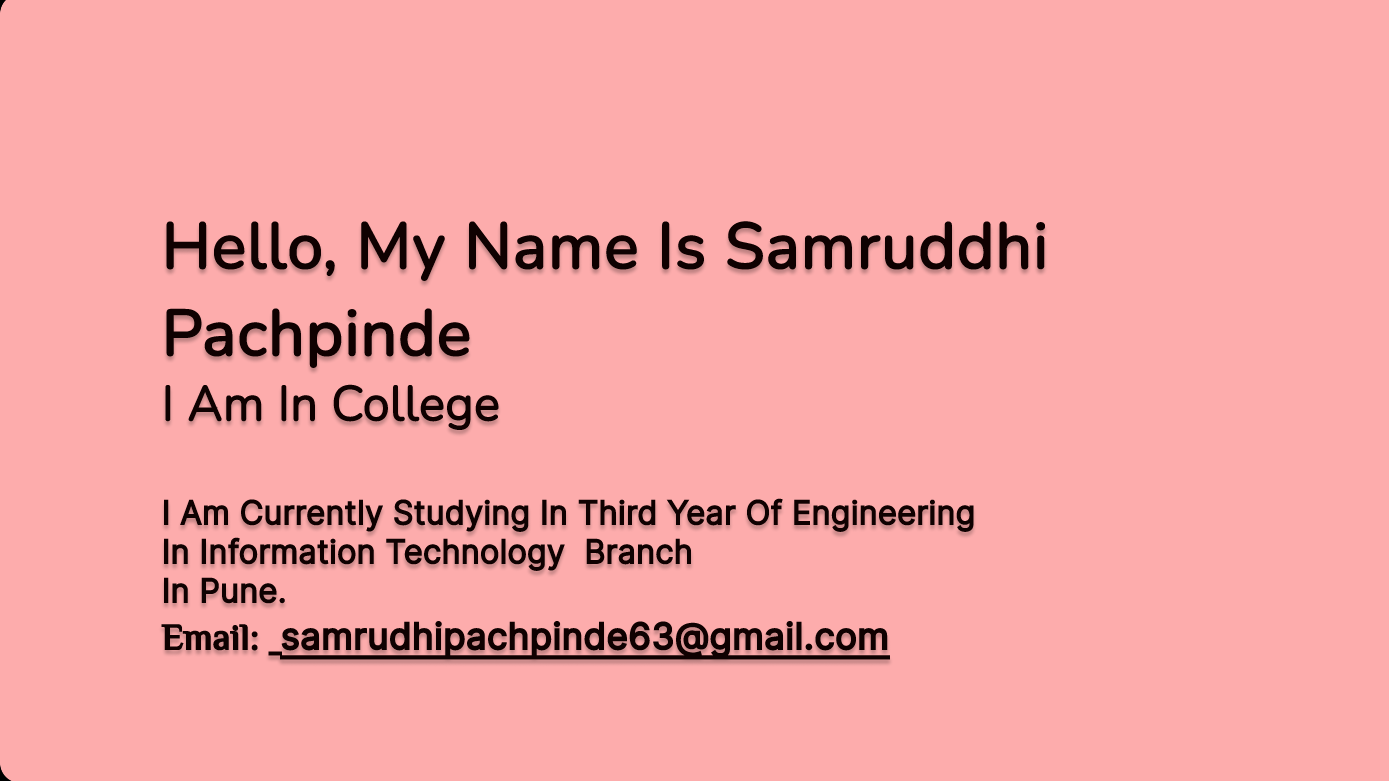 Hello, My Name Is Samruddhi
Pachpinde
I Am In College
I Am Currently Studying In Third Year Of Engineering
In Information Technology  Branch
In Pune.
Email: _samrudhipachpinde63@gmail.com